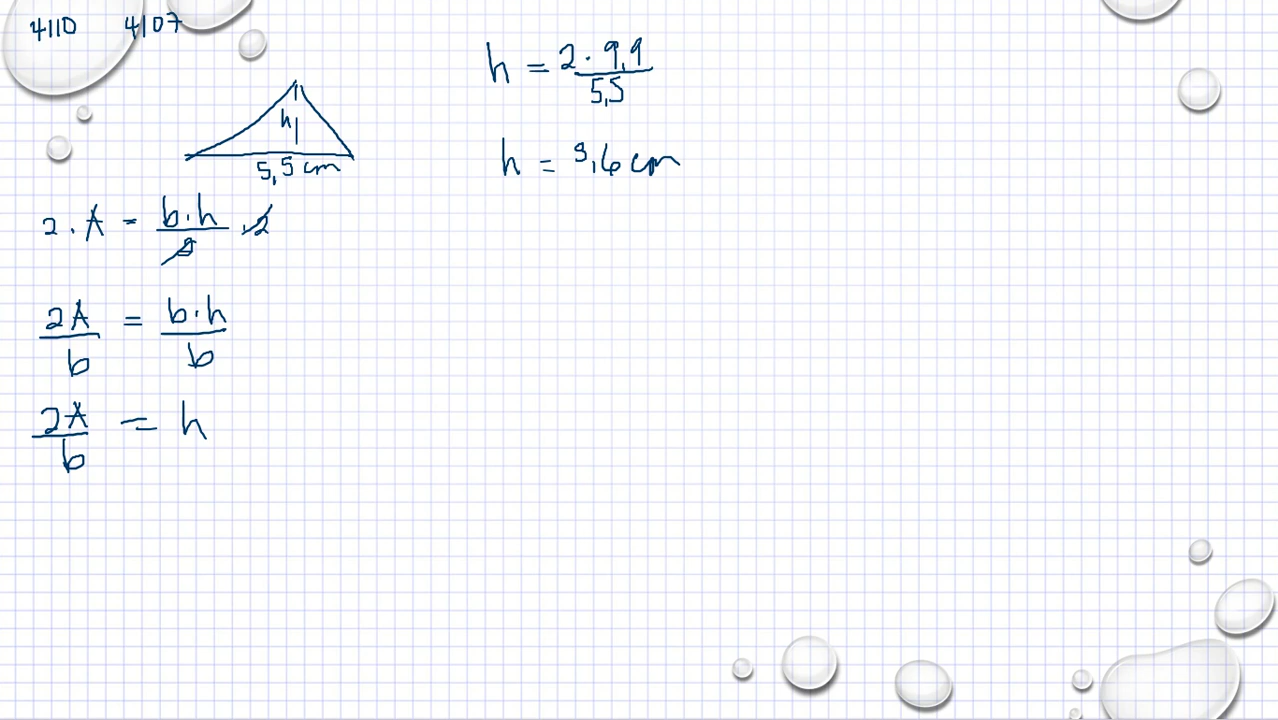 4110 4107
h
5,5 cm
2 · A = b · h / 2 · 2
2A / b = b · h / b
2A / b = h
h = 2 · 9,9 / 5,5
h = 3,6 cm